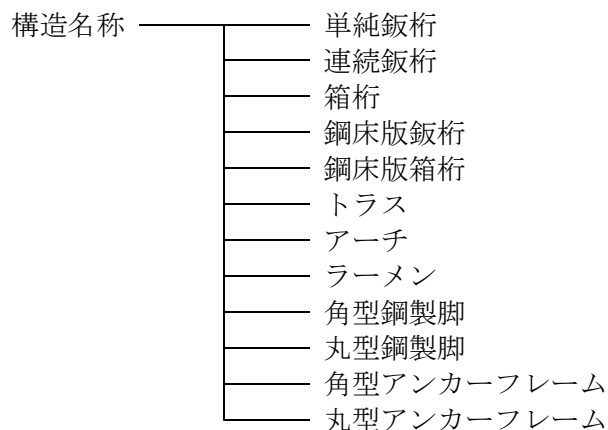 構造名称 単純鈑桁
連続鈑桁
箱桁
鋼床版鈑桁
鋼床版箱桁
トラス
アーチ
ラーメン
角型鋼製脚
丸型鋼製脚
角型アンカーフレーム
丸型アンカーフレーム